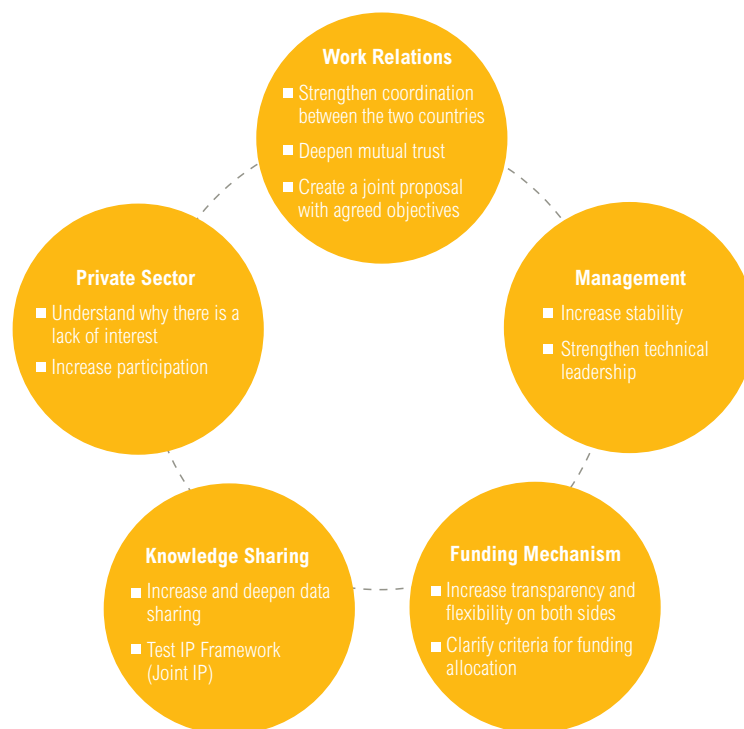 Work Relations
Strengthen coordination
between the two countries
Deepen mutual trust
Create a joint proposal
with agreed objectives
Private Sector
Understand why there is a
lack of interest
Increase participation
Management
Increase stability
Strengthen technical
leadership
Knowledge Sharing
Increase and deepen data
sharing
Test IP Framework
(Joint IP)
Funding Mechanism
Increase transparency and
flexibility on both sides
Clarify criteria for funding
allocation